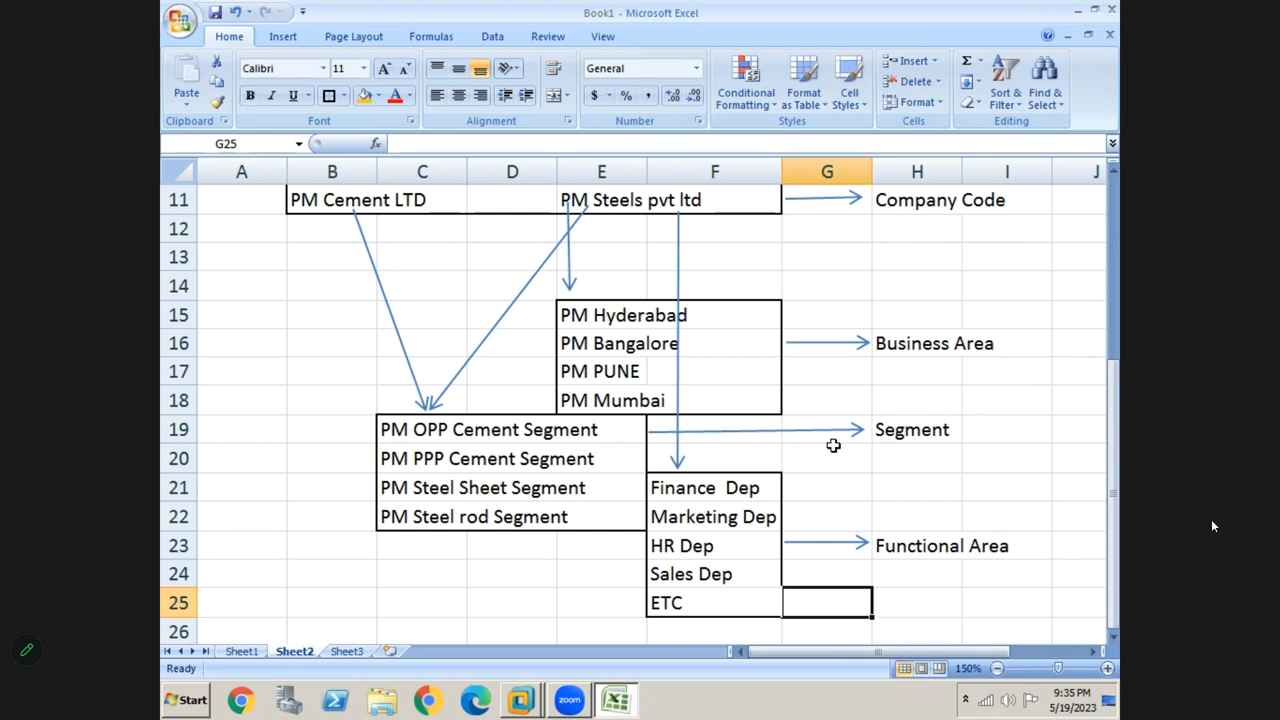 Book1 - Microsoft Excel
Home Insert Page Layout Formulas Data Review View
Calibri 11 General Insert Σ
Paste B I U $ % , Conditional Formatting Format as Table Cell Styles Delete Format Sort & Filter Find & Select
Clipboard Font Alignment Number Styles Cells Editing
G25 fx
A B C D E F G H I J
11 PM Cement LTD PM Steels pvt ltd Company Code
12
13
14
15 PM Hyderabad
16 PM Bangalore Business Area
17 PM PUNE
18 PM Mumbai
19 PM OPP Cement Segment Segment
20 PM PPP Cement Segment
21 PM Steel Sheet Segment Finance Dep
22 PM Steel rod Segment Marketing Dep
23 HR Dep Functional Area
24 Sales Dep
25 ETC
26
Sheet1 Sheet2 Sheet3
Ready 150%
Start zoom 9:35 PM
5/19/2023